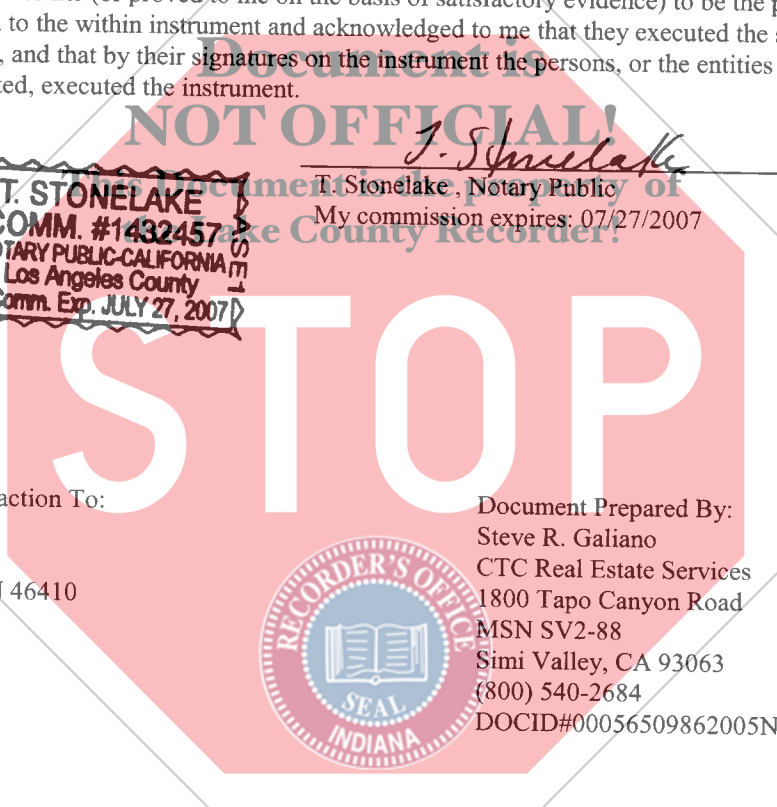 (or proved to me on the basis of satisfactory evidence) to be the
to the within instrument and acknowledged to me that they executed the
, and that by their signatures on the instrument the persons, or the entities
ted, executed the instrument.
Document is
NOT OFFICIAL!
This Document is the property of
the Lake County Recorder!
J. Stonelake
T. Stonelake , Notary Public
My commission expires: 07/27/2007
T. STONELAKE
COMM. #1432457
NOTARY PUBLIC-CALIFORNIA
Los Angeles County
Comm. Exp. JULY 27, 2007
STOP
action To:
46410
Document Prepared By:
Steve R. Galiano
CTC Real Estate Services
1800 Tapo Canyon Road
MSN SV2-88
Simi Valley, CA 93063
(800) 540-2684
DOCID#00056509862005N
RECORDER'S OFFICE
SEAL
INDIANA